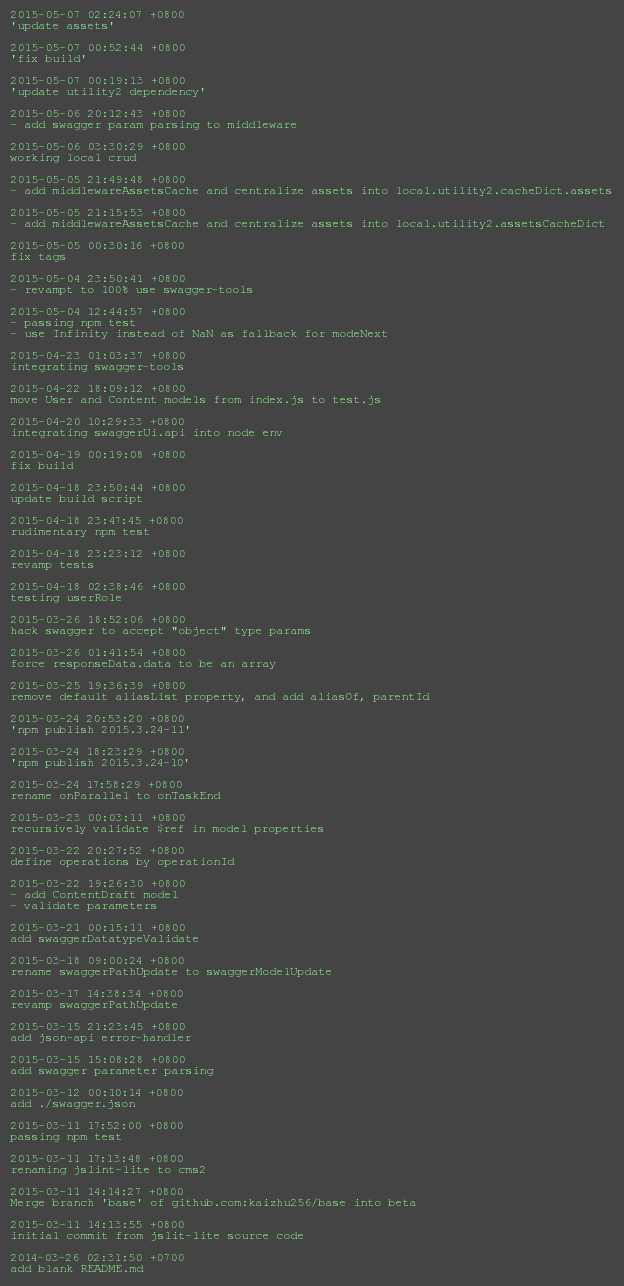 2015-05-07 02:24:07 +0800
'update assets'
2015-05-07 00:52:44 +0800
'fix build'
2015-05-07 00:19:13 +0800
'update utility2 dependency'
2015-05-06 20:12:43 +0800
- add swagger param parsing to middleware
2015-05-06 03:30:29 +0800
working local crud
2015-05-05 21:49:48 +0800
- add middlewareAssetsCache and centralize assets into local.utility2.cacheDict.assets
2015-05-05 21:15:53 +0800
- add middlewareAssetsCache and centralize assets into local.utility2.assetsCacheDict
2015-05-05 00:30:16 +0800
fix tags
2015-05-04 23:50:41 +0800
- revampt to 100% use swagger-tools
2015-05-04 12:44:57 +0800
- passing npm test
- use Infinity instead of NaN as fallback for modeNext
2015-04-23 01:03:37 +0800
integrating swagger-tools
2015-04-22 18:09:12 +0800
move User and Content models from index.js to test.js
2015-04-20 10:29:33 +0800
integrating swaggerUi.api into node env
2015-04-19 00:19:08 +0800
fix build
2015-04-18 23:50:44 +0800
update build script
2015-04-18 23:47:45 +0800
rudimentary npm test
2015-04-18 23:23:12 +0800
revamp tests
2015-04-18 02:38:46 +0800
testing userRole
2015-03-26 18:52:06 +0800
hack swagger to accept "object" type params
2015-03-26 01:41:54 +0800
force responseData.data to be an array
2015-03-25 19:36:39 +0800
remove default aliasList property, and add aliasOf, parentId
2015-03-24 20:53:20 +0800
'npm publish 2015.3.24-11'
2015-03-24 18:23:29 +0800
'npm publish 2015.3.24-10'
2015-03-24 17:58:29 +0800
rename onParallel to onTaskEnd
2015-03-23 00:03:11 +0800
recursively validate $ref in model properties
2015-03-22 20:27:52 +0800
define operations by operationId
2015-03-22 19:26:30 +0800
- add ContentDraft model
- validate parameters
2015-03-21 00:15:11 +0800
add swaggerDatatypeValidate
2015-03-18 09:00:24 +0800
rename swaggerPathUpdate to swaggerModelUpdate
2015-03-17 14:38:34 +0800
revamp swaggerPathUpdate
2015-03-15 21:23:45 +0800
add json-api error-handler
2015-03-15 15:08:28 +0800
add swagger parameter parsing
2015-03-12 00:10:14 +0800
add ./swagger.json
2015-03-11 17:52:00 +0800
passing npm test
2015-03-11 17:13:48 +0800
renaming jslint-lite to cms2
2015-03-11 14:14:27 +0800
Merge branch 'base' of github.com:kaizhu256/base into beta
2015-03-11 14:13:55 +0800
initial commit from jslit-lite source code
2014-03-26 02:31:50 +0700
add blank README.md